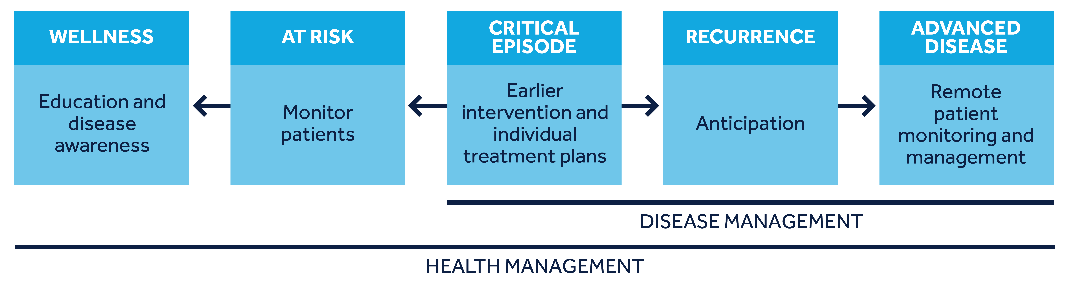 WELLNESS
Education and
disease
awareness
AT RISK
Monitor
patients
CRITICAL
EPISODE
Earlier
intervention and
individual
treatment plans
RECURRENCE
Anticipation
ADVANCED
DISEASE
Remote
patient
monitoring and
management
DISEASE MANAGEMENT
HEALTH MANAGEMENT